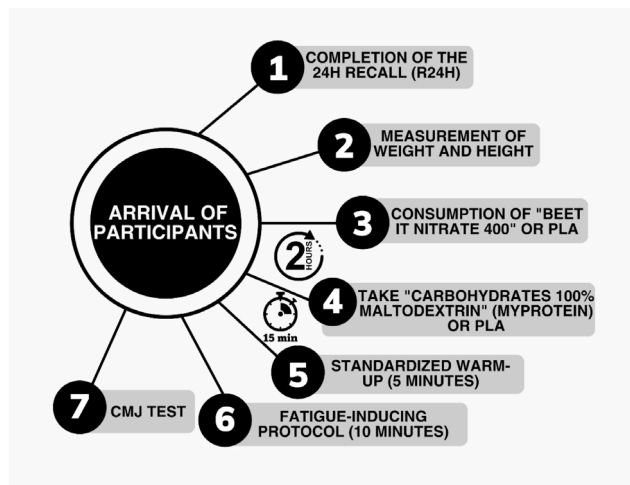 1
COMPLETION OF THE
24H RECALL (R24H)
2
MEASUREMENT OF
WEIGHT AND HEIGHT
ARRIVAL OF
PARTICIPANTS
3
CONSUMPTION OF "BEET
IT NITRATE 400" OR PLA
2
HOURS
4
TAKE "CARBOHYDRATES 100%
MALTODEXTRIN" (MYPROTEIN)
OR PLA
15 min
5
STANDARDIZED WARM-
UP (5 MINUTES)
6
FATIGUE-INDUCING
PROTOCOL (10 MINUTES)
7
CMJ TEST